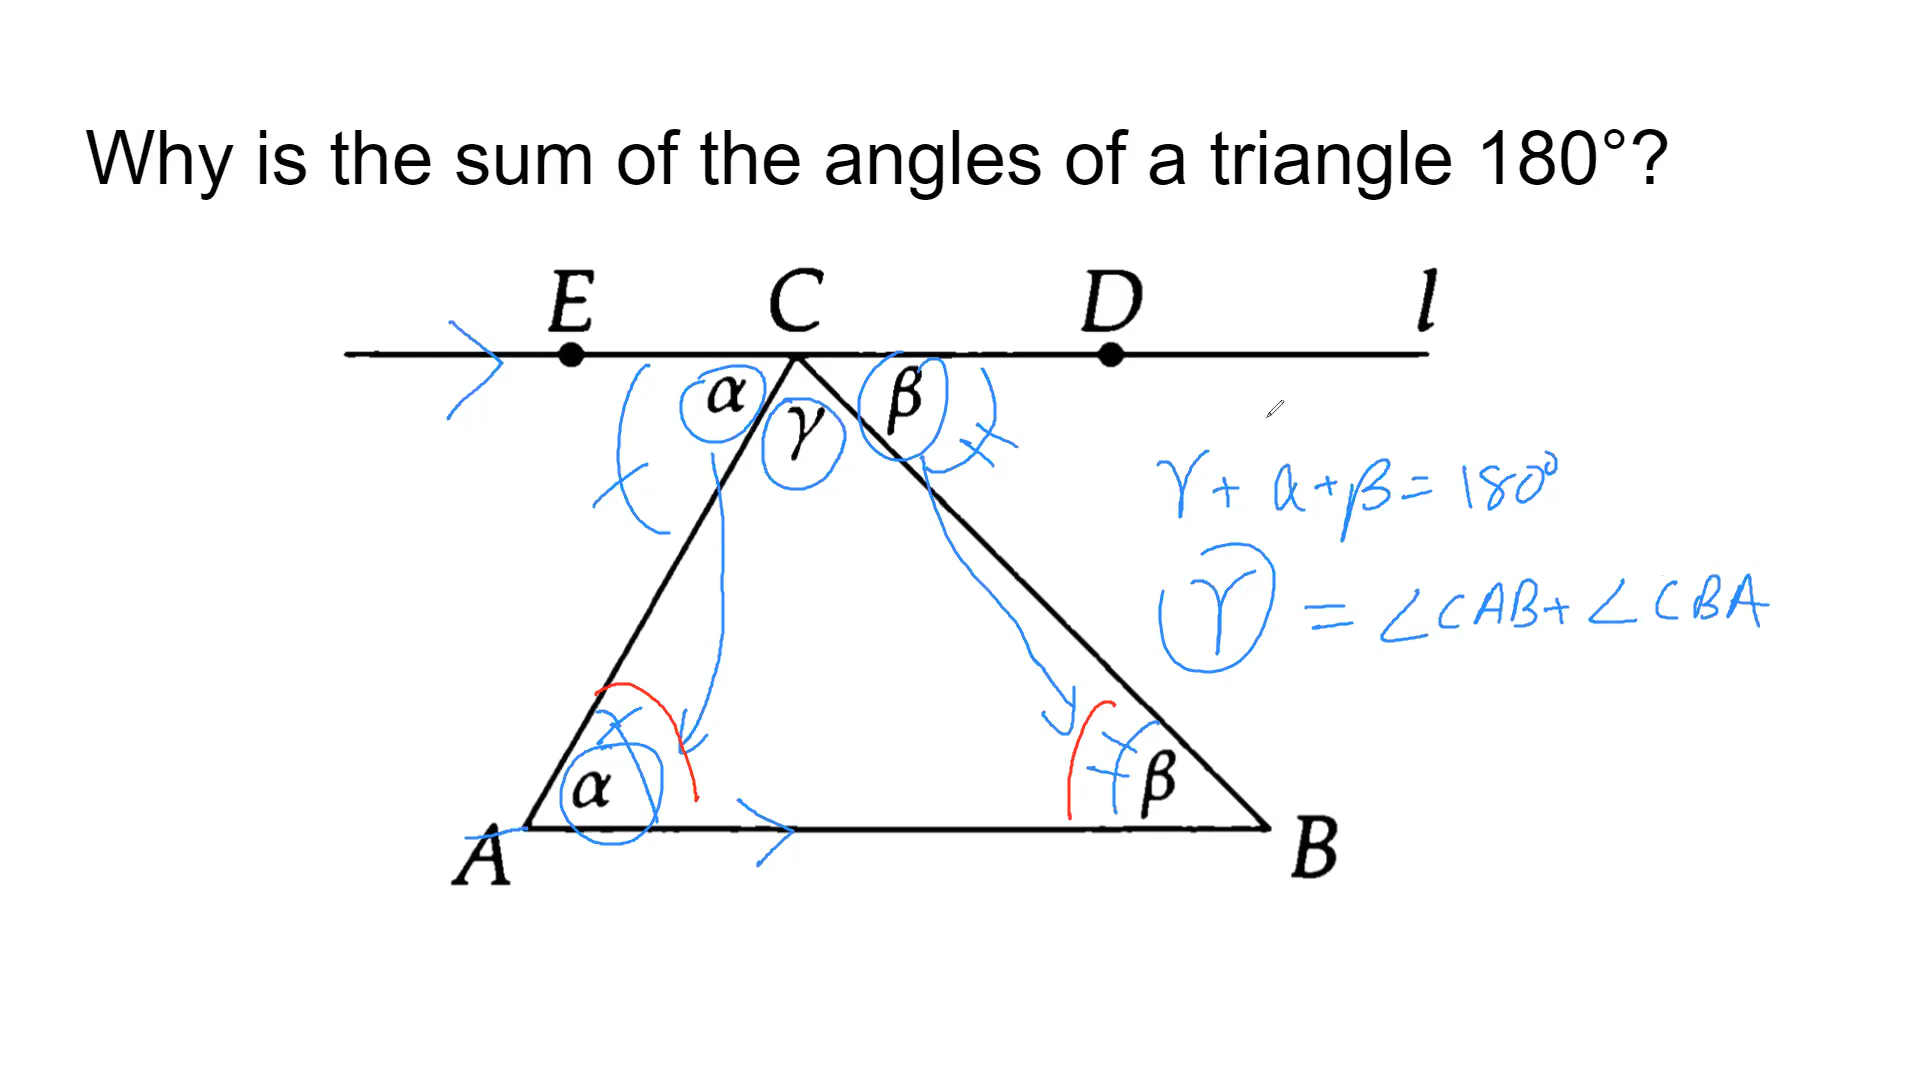 Why is the sum of the angles of a triangle 180°?
E C D l
α γ β
γ + α + β = 180°
γ = ∠CAB + ∠CBA
α β
A B